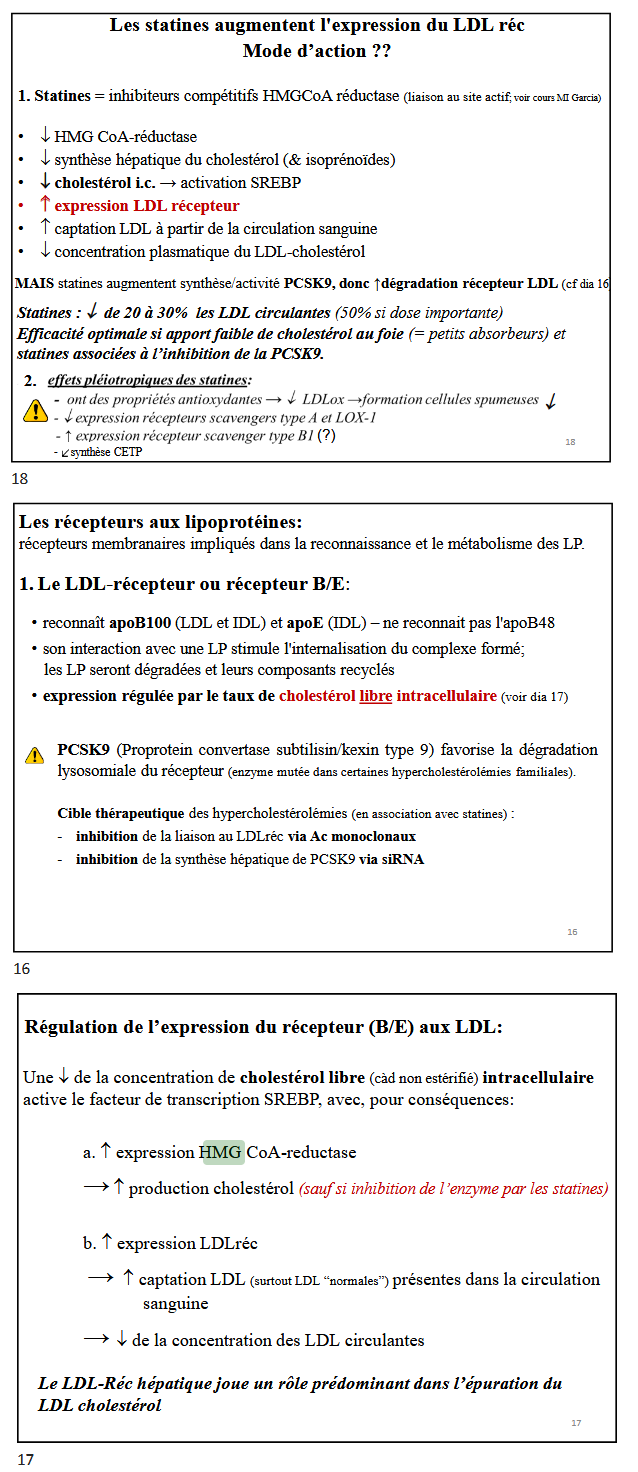 Les statines augmentent l'expression du LDL réc
Mode d'action ??
1. Statines = inhibiteurs compétitifs HMGCoA réductase (liaison au site actif; voir cours MI Garcia)
• ↓ HMG CoA-réductase
• ↓ synthèse hépatique du cholestérol (& isoprénoïdes)
• ↓ cholestérol i.c. → activation SREBP
• ↑ expression LDL récepteur
• ↑ captation LDL à partir de la circulation sanguine
• ↓ concentration plasmatique du LDL-cholestérol
MAIS statines augmentent synthèse/activité PCSK9, donc ↑dégradation récepteur LDL (cf dia 16)
Statines : ↓ de 20 à 30% les LDL circulantes (50% si dose importante)
Efficacité optimale si apport faible de cholestérol au foie (= petits absorbeurs) et
statines associées à l'inhibition de la PCSK9.
2. effets pléiotropiques des statines:
- ont des propriétés antioxydantes → ↓ LDLox →formation cellules spumeuses ↓
- ↓expression récepteurs scavengers type A et LOX-1
- ↑ expression récepteur scavenger type B1 (?)
- ↙synthèse CETP
18
18
Les récepteurs aux lipoprotéines:
récepteurs membranaires impliqués dans la reconnaissance et le métabolisme des LP.
1. Le LDL-récepteur ou récepteur B/E:
• reconnaît apoB100 (LDL et IDL) et apoE (IDL) – ne reconnait pas l'apoB48
• son interaction avec une LP stimule l'internalisation du complexe formé;
les LP seront dégradées et leurs composants recyclés
• expression régulée par le taux de cholestérol libre intracellulaire (voir dia 17)
PCSK9 (Proprotein convertase subtilisin/kexin type 9) favorise la dégradation
lysosomiale du récepteur (enzyme mutée dans certaines hypercholestérolémies familiales).
Cible thérapeutique des hypercholestérolémies (en association avec statines) :
- inhibition de la liaison au LDLréc via Ac monoclonaux
- inhibition de la synthèse hépatique de PCSK9 via siRNA
16
16
Régulation de l'expression du récepteur (B/E) aux LDL:
Une ↓ de la concentration de cholestérol libre (càd non estérifié) intracellulaire
active le facteur de transcription SREBP, avec, pour conséquences:
a. ↑ expression HMG CoA-reductase
→ ↑ production cholestérol (sauf si inhibition de l'enzyme par les statines)
b. ↑ expression LDLréc
→ ↑ captation LDL (surtout LDL “normales”) présentes dans la circulation
sanguine
→ ↓ de la concentration des LDL circulantes
Le LDL-Réc hépatique joue un rôle prédominant dans l'épuration du
LDL cholestérol
17
17